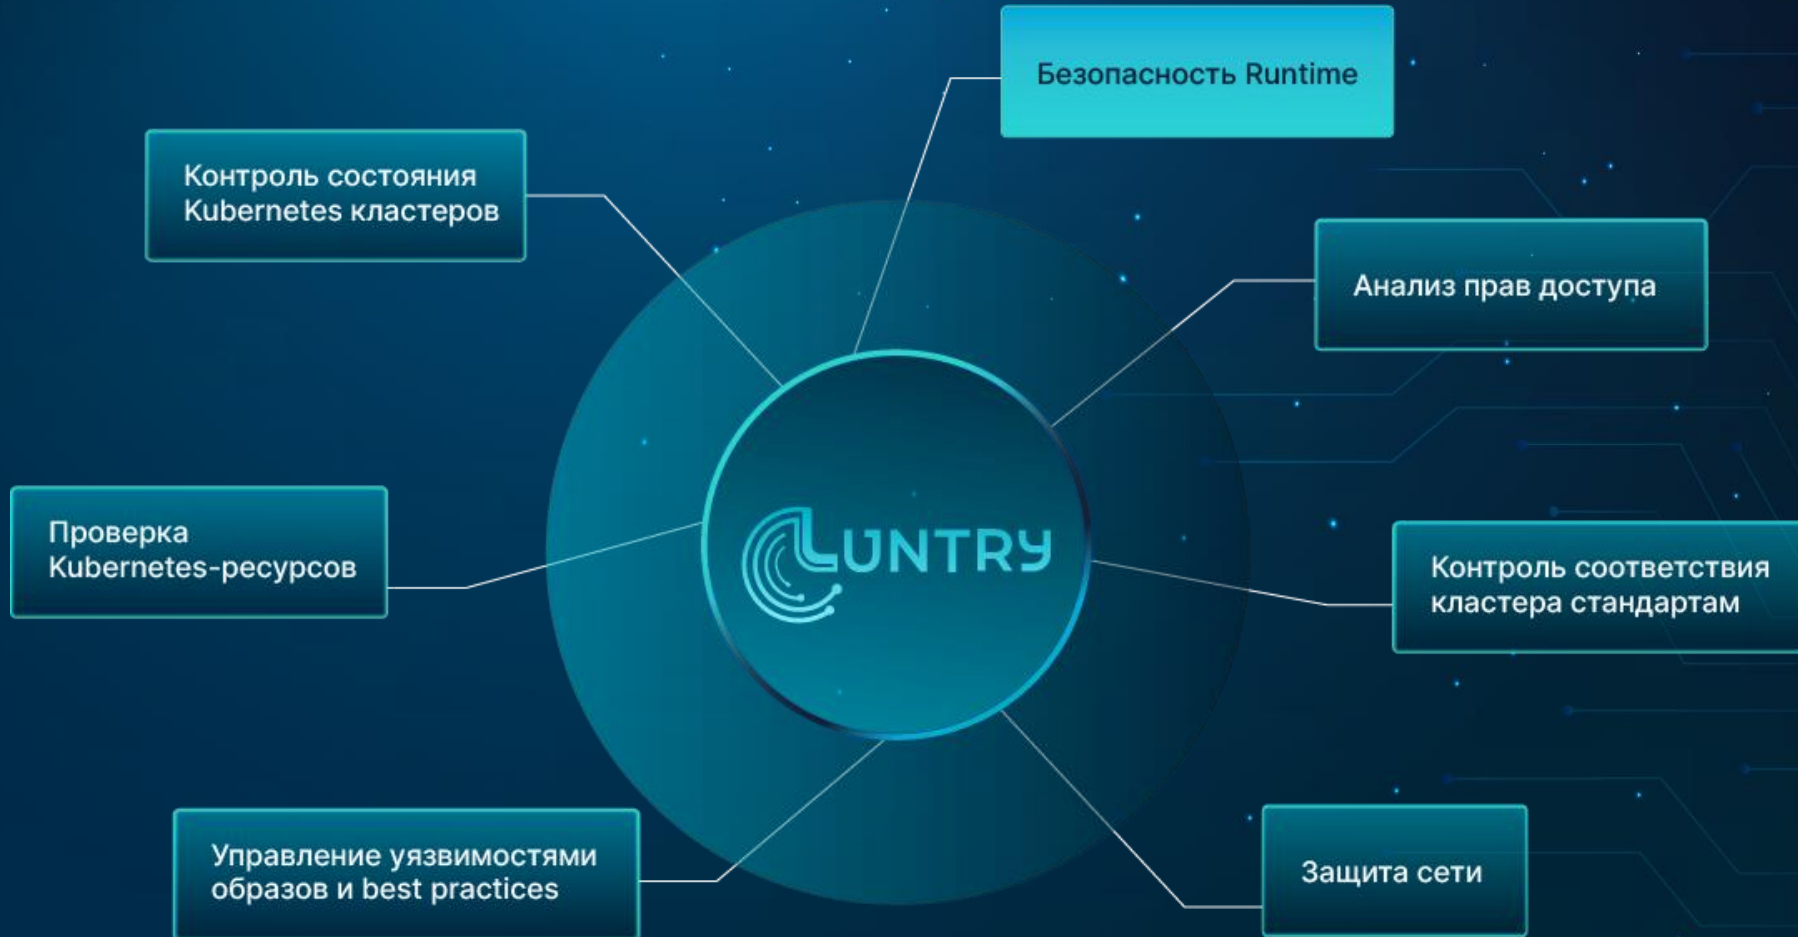 Безопасность Runtime
Контроль состояния
Kubernetes кластеров
Анализ прав доступа
Проверка
Kubernetes-ресурсов
LUNTRY
Контроль соответствия
кластера стандартам
Управление уязвимостями
образов и best practices
Защита сети